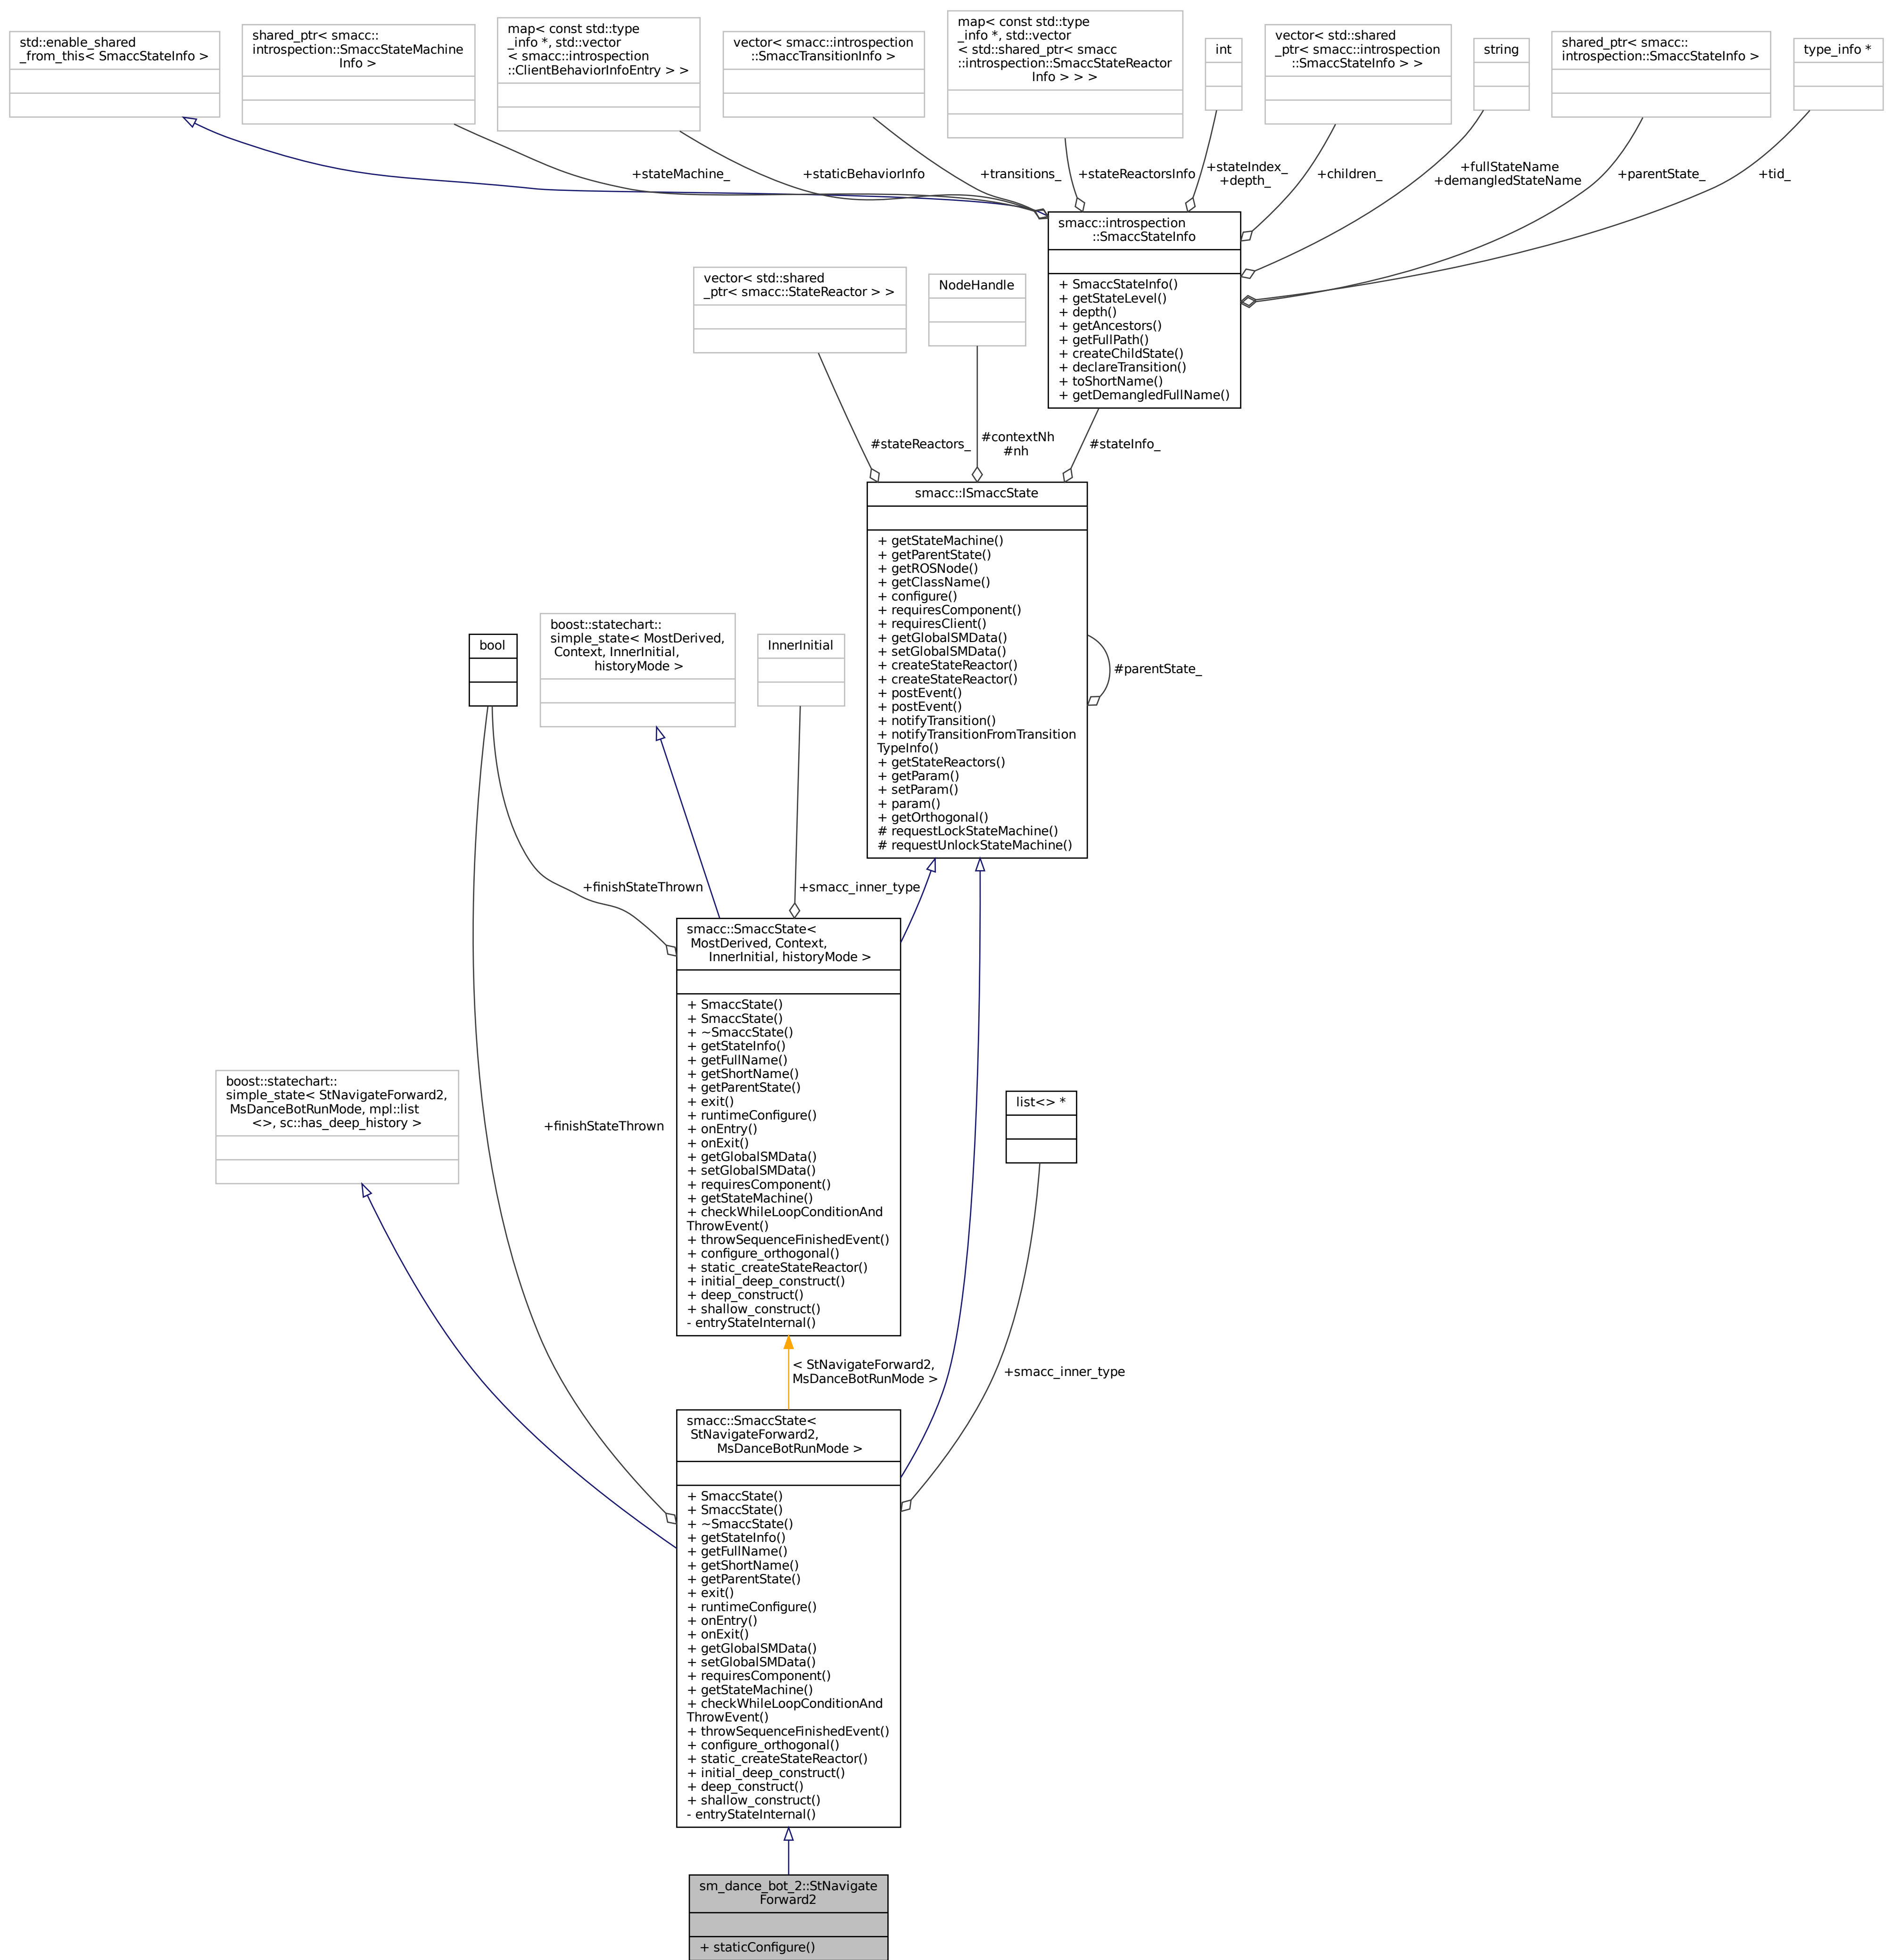 std::enable_shared
_from_this< SmaccStateInfo >
shared_ptr< smacc::
introspection::SmaccStateMachine
Info >
map< const std::type
_info *, std::vector
< smacc::introspection
::ClientBehaviorInfoEntry > >
vector< smacc::introspection
::SmaccTransitionInfo >
map< const std::type
_info *, std::vector
< std::shared_ptr< smacc
::introspection::SmaccStateReactor
Info > > >
int
vector< std::shared
_ptr< smacc::introspection
::SmaccStateInfo > >
string
shared_ptr< smacc::
introspection::SmaccStateInfo >
type_info *
+stateMachine_
+staticBehaviorInfo
+transitions_
+stateReactorsInfo
+stateIndex_
+depth_
+children_
+fullStateName
+demangledStateName
+parentState_
+tid_
smacc::introspection
::SmaccStateInfo
+ SmaccStateInfo()
+ getStateLevel()
+ depth()
+ getAncestors()
+ getFullPath()
+ createChildState()
+ declareTransition()
+ toShortName()
+ getDemangledFullName()
vector< std::shared
_ptr< smacc::StateReactor > >
NodeHandle
#stateReactors_
#contextNh
#nh
#stateInfo_
smacc::ISmaccState
+ getStateMachine()
+ getParentState()
+ getROSNode()
+ getClassName()
+ configure()
+ requiresComponent()
+ requiresClient()
+ getGlobalSMData()
+ setGlobalSMData()
+ createStateReactor()
+ createStateReactor()
+ postEvent()
+ postEvent()
+ notifyTransition()
+ notifyTransitionFromTransition
TypeInfo()
+ getStateReactors()
+ getParam()
+ setParam()
+ param()
+ getOrthogonal()
# requestLockStateMachine()
# requestUnlockStateMachine()
#parentState_
bool
boost::statechart::
simple_state< MostDerived,
Context, InnerInitial,
historyMode >
InnerInitial
+finishStateThrown
+smacc_inner_type
smacc::SmaccState<
MostDerived, Context,
InnerInitial, historyMode >
+ SmaccState()
+ SmaccState()
+ ~SmaccState()
+ getStateInfo()
+ getFullName()
+ getShortName()
+ getParentState()
+ exit()
+ runtimeConfigure()
+ onEntry()
+ onExit()
+ getGlobalSMData()
+ setGlobalSMData()
+ requiresComponent()
+ getStateMachine()
+ checkWhileLoopConditionAnd
ThrowEvent()
+ throwSequenceFinishedEvent()
+ configure_orthogonal()
+ static_createStateReactor()
+ initial_deep_construct()
+ deep_construct()
+ shallow_construct()
- entryStateInternal()
boost::statechart::
simple_state< StNavigateForward2,
MsDanceBotRunMode, mpl::list
<>, sc::has_deep_history >
+finishStateThrown
list<> *
< StNavigateForward2,
MsDanceBotRunMode >
+smacc_inner_type
smacc::SmaccState<
StNavigateForward2,
MsDanceBotRunMode >
+ SmaccState()
+ SmaccState()
+ ~SmaccState()
+ getStateInfo()
+ getFullName()
+ getShortName()
+ getParentState()
+ exit()
+ runtimeConfigure()
+ onEntry()
+ onExit()
+ getGlobalSMData()
+ setGlobalSMData()
+ requiresComponent()
+ getStateMachine()
+ checkWhileLoopConditionAnd
ThrowEvent()
+ throwSequenceFinishedEvent()
+ configure_orthogonal()
+ static_createStateReactor()
+ initial_deep_construct()
+ deep_construct()
+ shallow_construct()
- entryStateInternal()
sm_dance_bot_2::StNavigate
Forward2
+ staticConfigure()